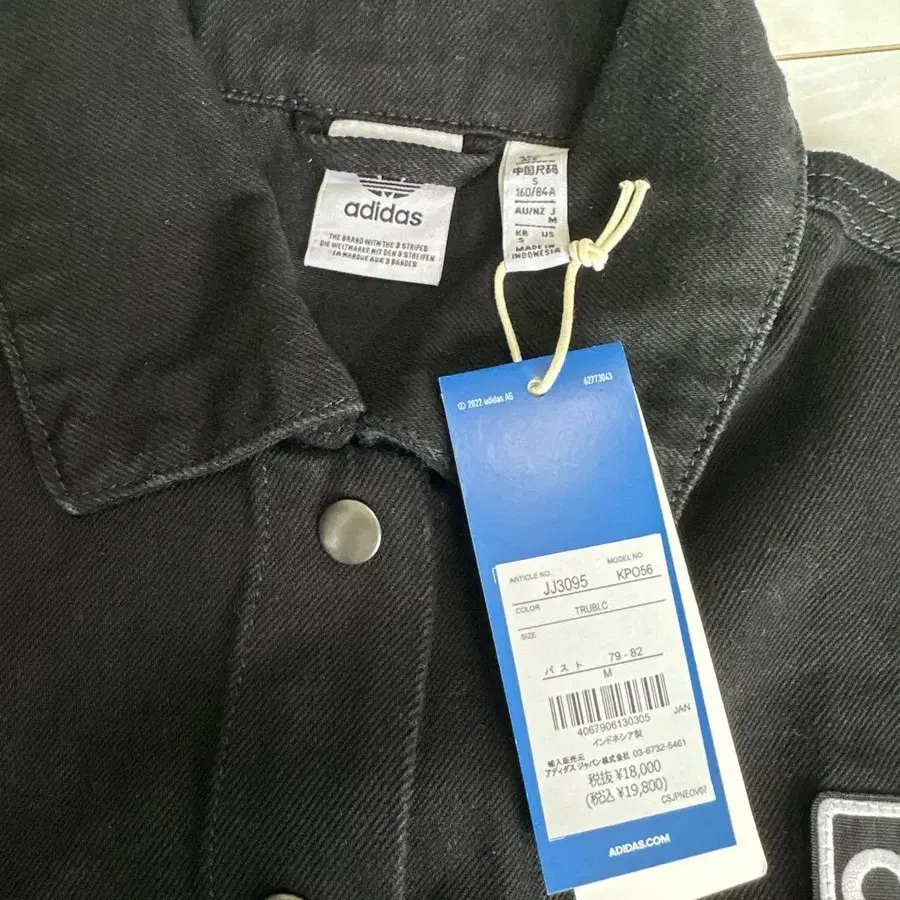 adidas
THE BRAND WITH THE 3 STRIPES
DIE WELTMARKE MIT DEN 3 STREIFEN
LA MARQUE AUX 3 BANDES
中国尺码
S
160/84A
AU/NZ J
M
KR US
S
MADE IN
INDONESIA
© 2022 adidas AG
62773043
ARTICLE NO. MODEL NO.
JJ3095 KPO56
COLOR
TRUBLC
SIZE
バスト 79-82
M
4067906130305 JAN
インドネシア製
輸入販売元
アディダス ジャパン株式会社 03-6732-5461
税抜 ¥18,000
(税込 ¥19,800)
CSJPNEOV07
ADIDAS.COM